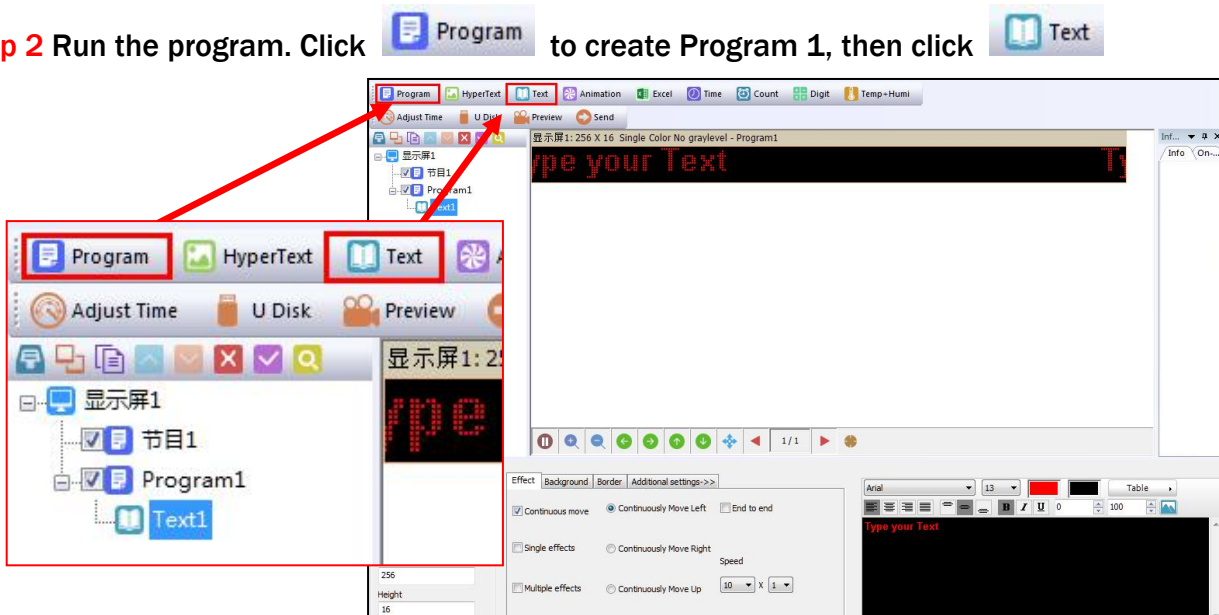 p 2 Run the program. Click Program to create Program 1, then click Text
Program HyperText Text Animation Excel Time Count Digit Temp+Humi
Adjust Time U Disk Preview Send
显示屏1: 256 X 16 Single Color No graylevel - Program1
Inf...
Info On-...
显示屏1
节目1
Program1
Text1
ype your Text Ty
Program HyperText Text A
Adjust Time U Disk Preview
显示屏1: 2
ype
显示屏1
节目1
Program1
Text1
1/1
Effect Background Border Additional settings->>
Continuous move Continuously Move Left End to end
Single effects Continuously Move Right
Speed
Multiple effects Continuously Move Up 10 X 1
256
Height
16
Arial 13 Table
B I U 0 100
Type your Text